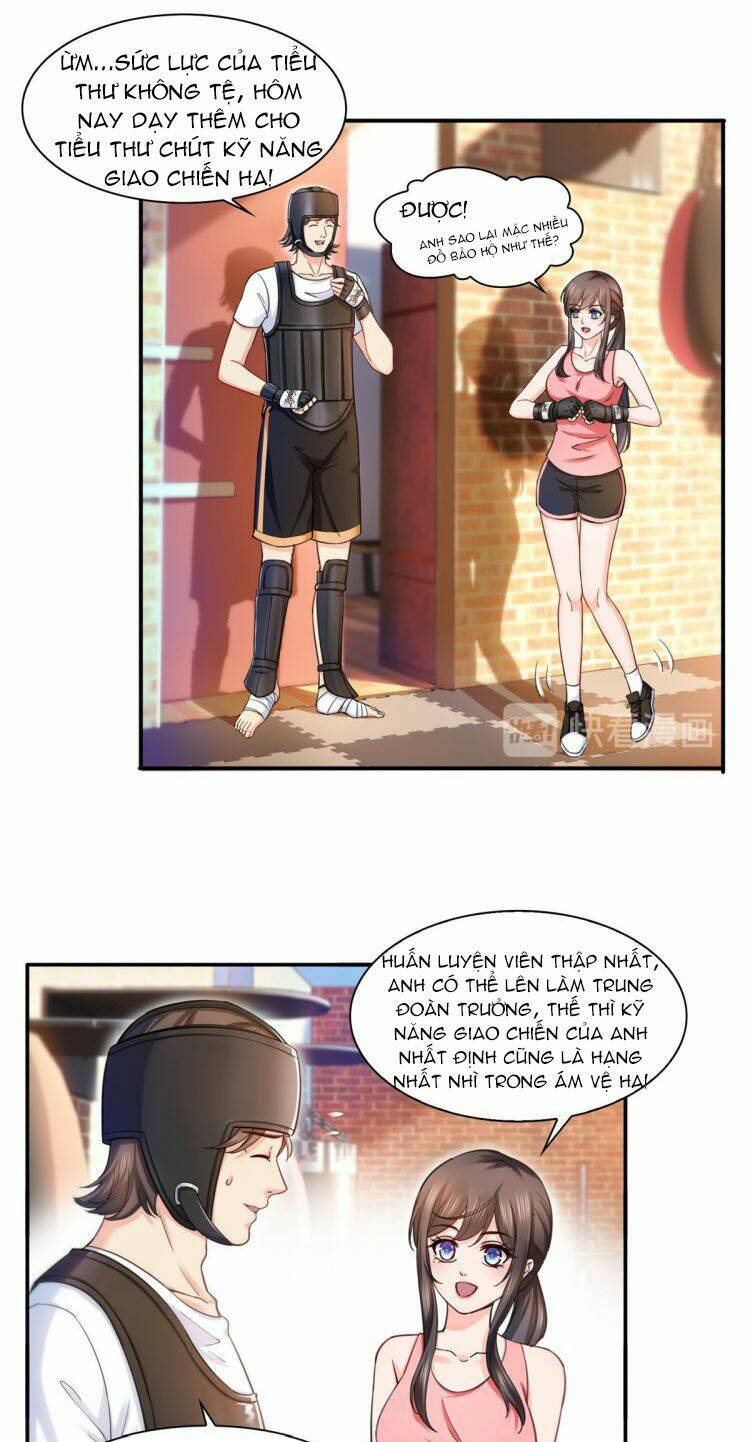 ỪM...SỨC LỰC CỦA TIỂU
THƯ KHÔNG TỆ, HÔM
NAY DẠY THÊM CHO
TIỂU THƯ CHÚT KỸ NĂNG
GIAO CHIẾN HA!
ĐƯỢC!
ANH SAO LẠI MẶC NHIỀU
ĐỒ BẢO HỘ NHƯ THẾ?
快看漫画
HUẤN LUYỆN VIÊN THẬP NHẤT,
ANH CÓ THỂ LÊN LÀM TRUNG
ĐOÀN TRƯỞNG, THẾ THÌ KỸ
NĂNG GIAO CHIẾN CỦA ANH
NHẤT ĐỊNH CŨNG LÀ HẠNG
NHẤT NHÌ TRONG ÁM VỆ HA!